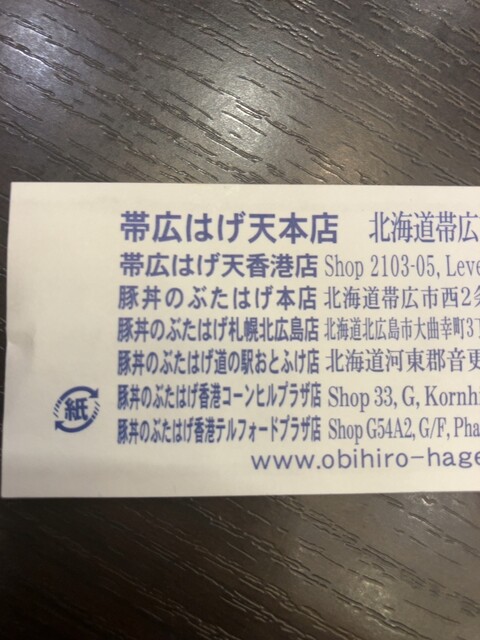 帯広はげ天本店 北海道帯広
帯広はげ天香港店 Shop 2103-05, Leve
豚丼のぶたはげ本店 北海道帯広市西2条
豚丼のぶたはげ札幌北広島店 北海道北広島市大曲幸町3丁
豚丼のぶたはげ道の駅おとふけ店 北海道河東郡音更
豚丼のぶたはげ香港コーンヒルプラザ店 Shop 33, G, Kornhi
豚丼のぶたはげ香港テルフォードプラザ店 Shop G54A2, G/F, Pha
紙
www.obihiro-hage